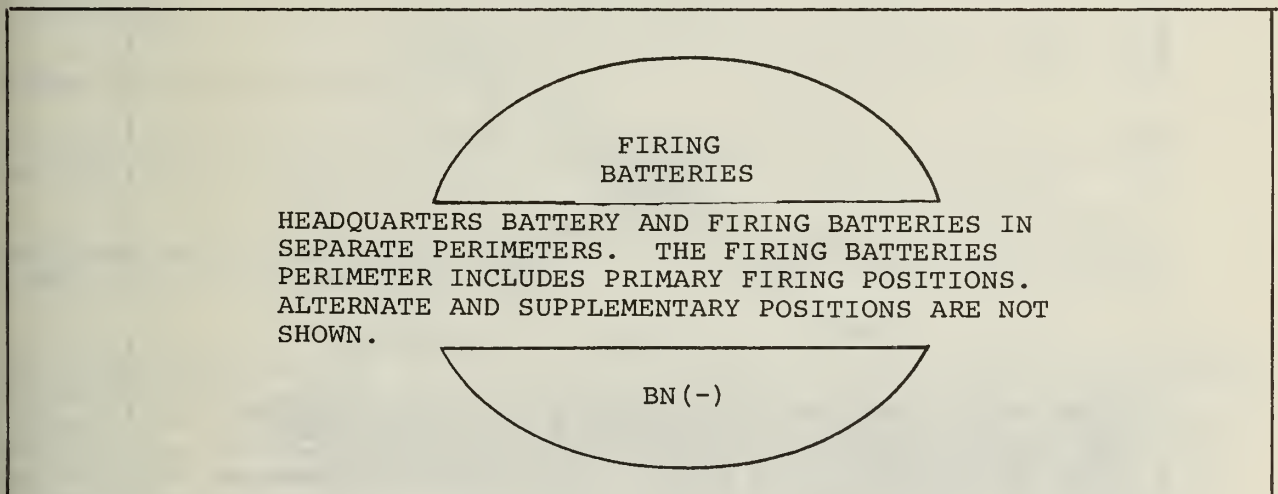 FIRING
BATTERIES
HEADQUARTERS BATTERY AND FIRING BATTERIES IN
SEPARATE PERIMETERS. THE FIRING BATTERIES
PERIMETER INCLUDES PRIMARY FIRING POSITIONS.
ALTERNATE AND SUPPLEMENTARY POSITIONS ARE NOT
SHOWN.
BN(-)